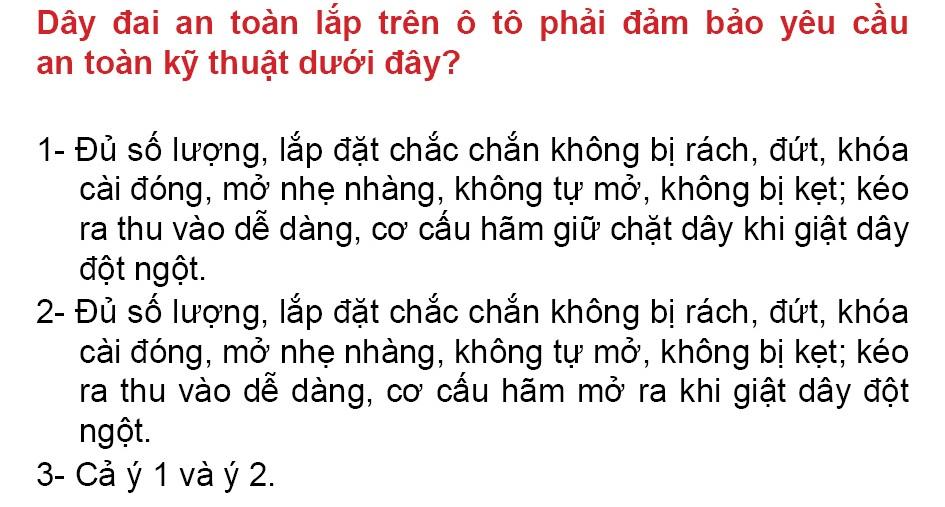 Dây đai an toàn lắp trên ô tô phải đảm bảo yêu cầu
an toàn kỹ thuật dưới đây?
1- Đủ số lượng, lắp đặt chắc chắn không bị rách, đứt, khóa
cài đóng, mở nhẹ nhàng, không tự mở, không bị kẹt; kéo
ra thu vào dễ dàng, cơ cấu hãm giữ chặt dây khi giật dây
đột ngột.
2- Đủ số lượng, lắp đặt chắc chắn không bị rách, đứt, khóa
cài đóng, mở nhẹ nhàng, không tự mở, không bị kẹt; kéo
ra thu vào dễ dàng, cơ cấu hãm mở ra khi giật dây đột
ngột.
3- Cả ý 1 và ý 2.